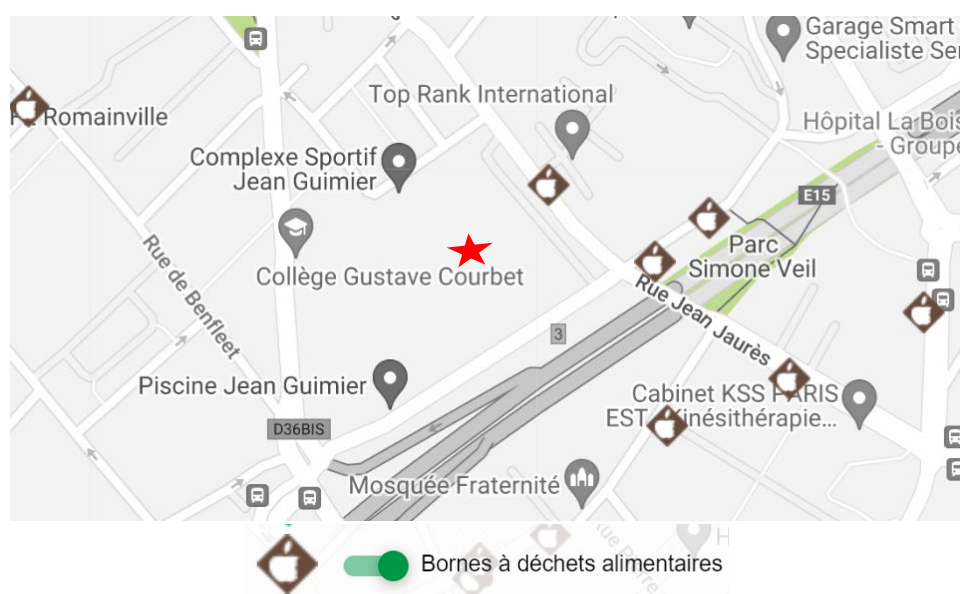 Garage Smart
Specialiste Ser
Top Rank International
Romainville
Hôpital La Bois
- Groupe
Complexe Sportif
Jean Guimier
E15
Parc
Simone Veil
Collège Gustave Courbet
Rue de Benfleet
Rue Jean Jaurès
3
Piscine Jean Guimier
Cabinet KSS PARIS
EST Kinésithérapie...
D36BIS
Mosquée Fraternité
Bornes à déchets alimentaires